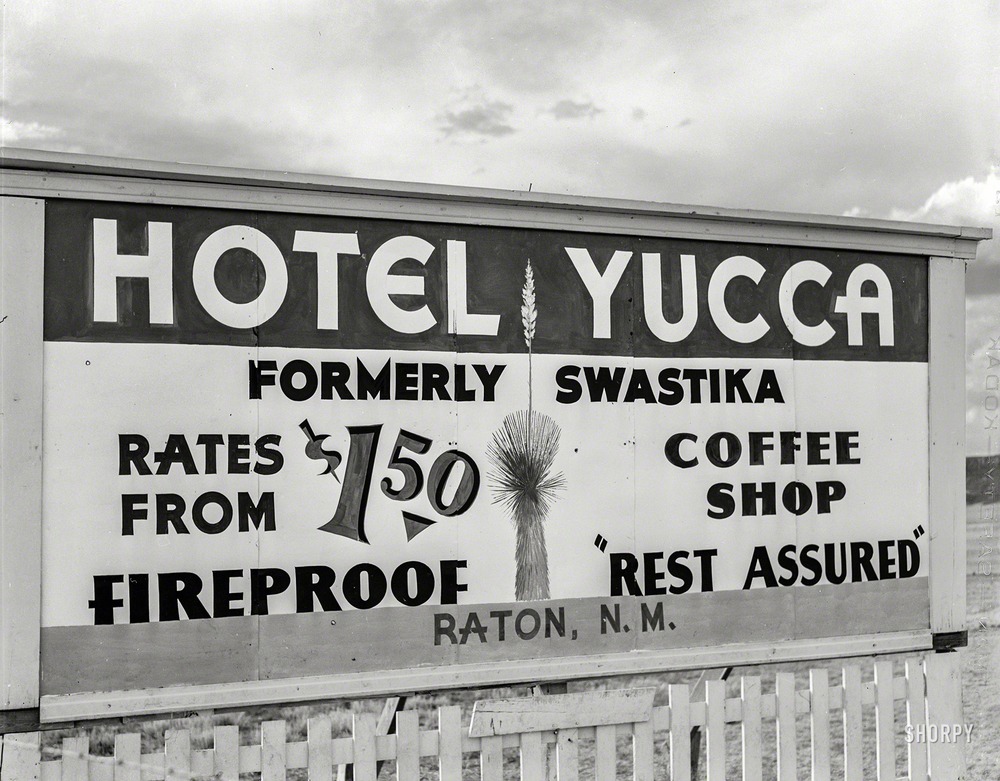 HOTEL YUCCA
FORMERLY SWASTIKA
RATES
FROM
$1.50
FIREPROOF
COFFEE
SHOP
"REST ASSURED"
RATON, N.M.
SHORPY